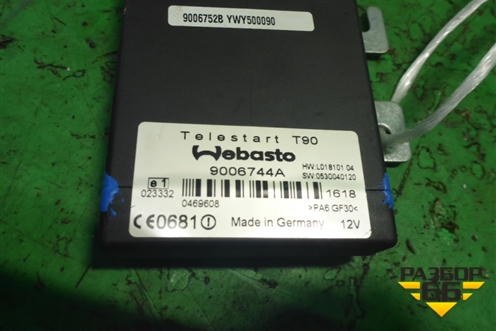 9006752B YWY500090
Telestart T90
Webasto
9006744A
HW:LD18101 04
SW:0530040120
e1
023332
1618
0469608
>PA6 GF30<
CE0681
Made in Germany
12V
РАЗБОР
66